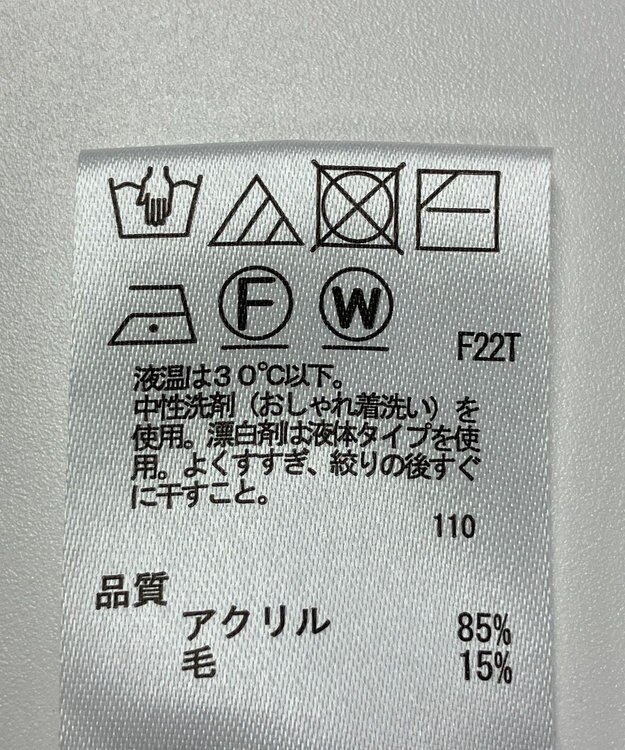 F W
F22T
液温は30℃以下。
中性洗剤（おしゃれ着洗い）を
使用。漂白剤は液体タイプを使
用。よくすすぎ、絞りの後すぐ
に干すこと。
110
品質
アクリル 85%
毛 15%